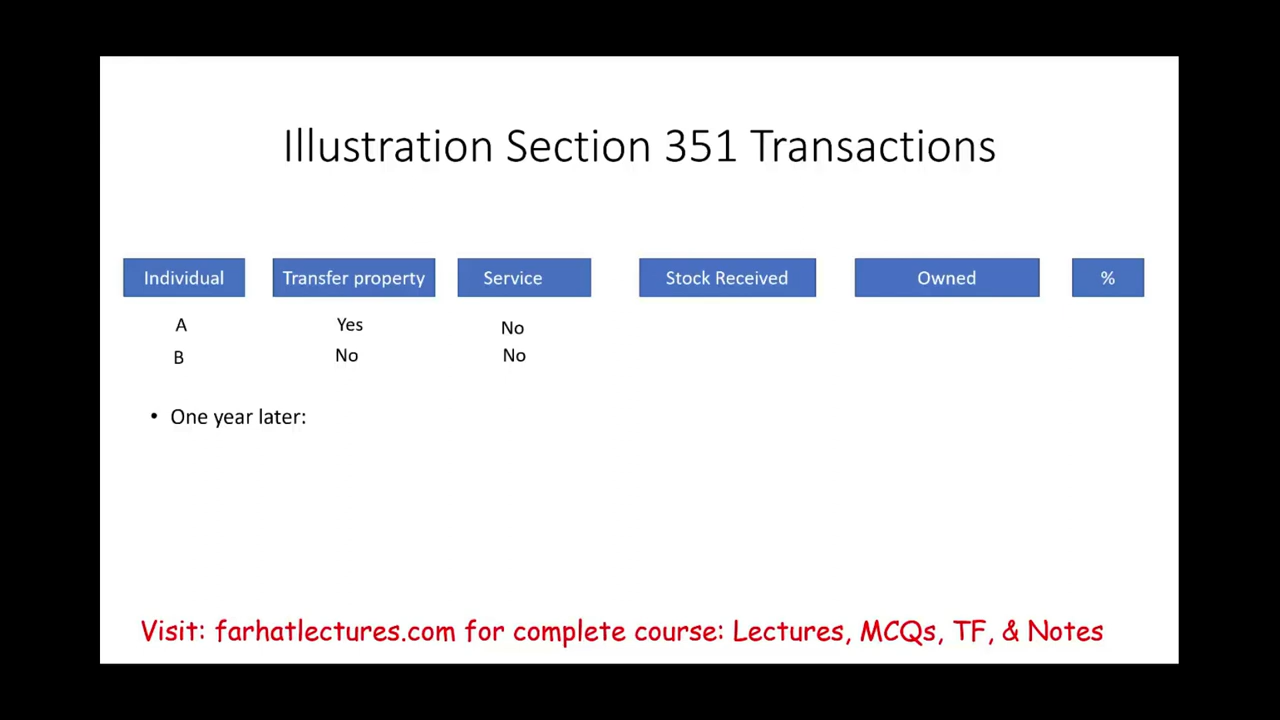 Illustration Section 351 Transactions
Individual Transfer property Service Stock Received Owned %
A Yes No
B No No
• One year later:
Visit: farhatlectures.com for complete course: Lectures, MCQs, TF, & Notes